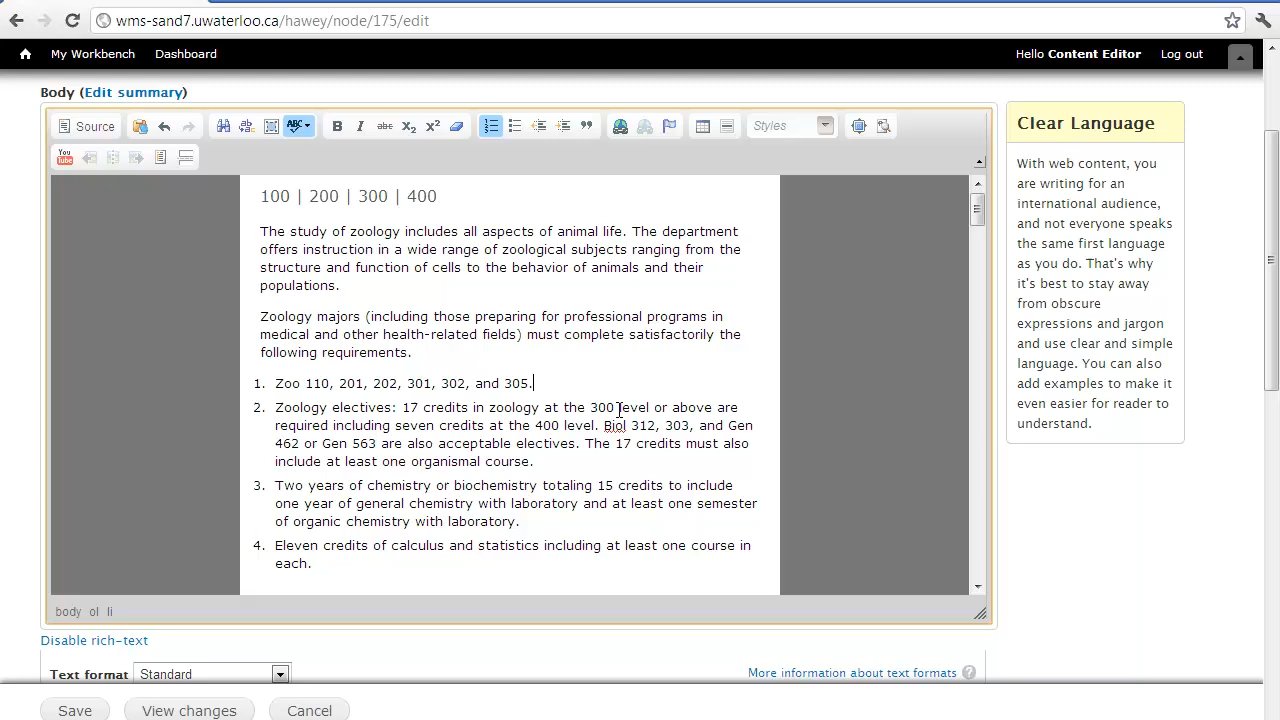 wms-sand7.uwaterloo.ca/hawey/node/175/edit
My Workbench Dashboard Hello Content Editor Log out
Body (Edit summary)
Source ABC B I abc X₂ X² Styles
You Tube
100 | 200 | 300 | 400
The study of zoology includes all aspects of animal life. The department
offers instruction in a wide range of zoological subjects ranging from the
structure and function of cells to the behavior of animals and their
populations.
Zoology majors (including those preparing for professional programs in
medical and other health-related fields) must complete satisfactorily the
following requirements.
1. Zoo 110, 201, 202, 301, 302, and 305.
2. Zoology electives: 17 credits in zoology at the 300 level or above are
required including seven credits at the 400 level. Biol 312, 303, and Gen
462 or Gen 563 are also acceptable electives. The 17 credits must also
include at least one organismal course.
3. Two years of chemistry or biochemistry totaling 15 credits to include
one year of general chemistry with laboratory and at least one semester
of organic chemistry with laboratory.
4. Eleven credits of calculus and statistics including at least one course in
each.
body ol li
Disable rich-text
Text format Standard More information about text formats ?
Save View changes Cancel
Clear Language
With web content, you
are writing for an
international audience,
and not everyone speaks
the same first language
as you do. That's why
it's best to stay away
from obscure
expressions and jargon
and use clear and simple
language. You can also
add examples to make it
even easier for reader to
understand.